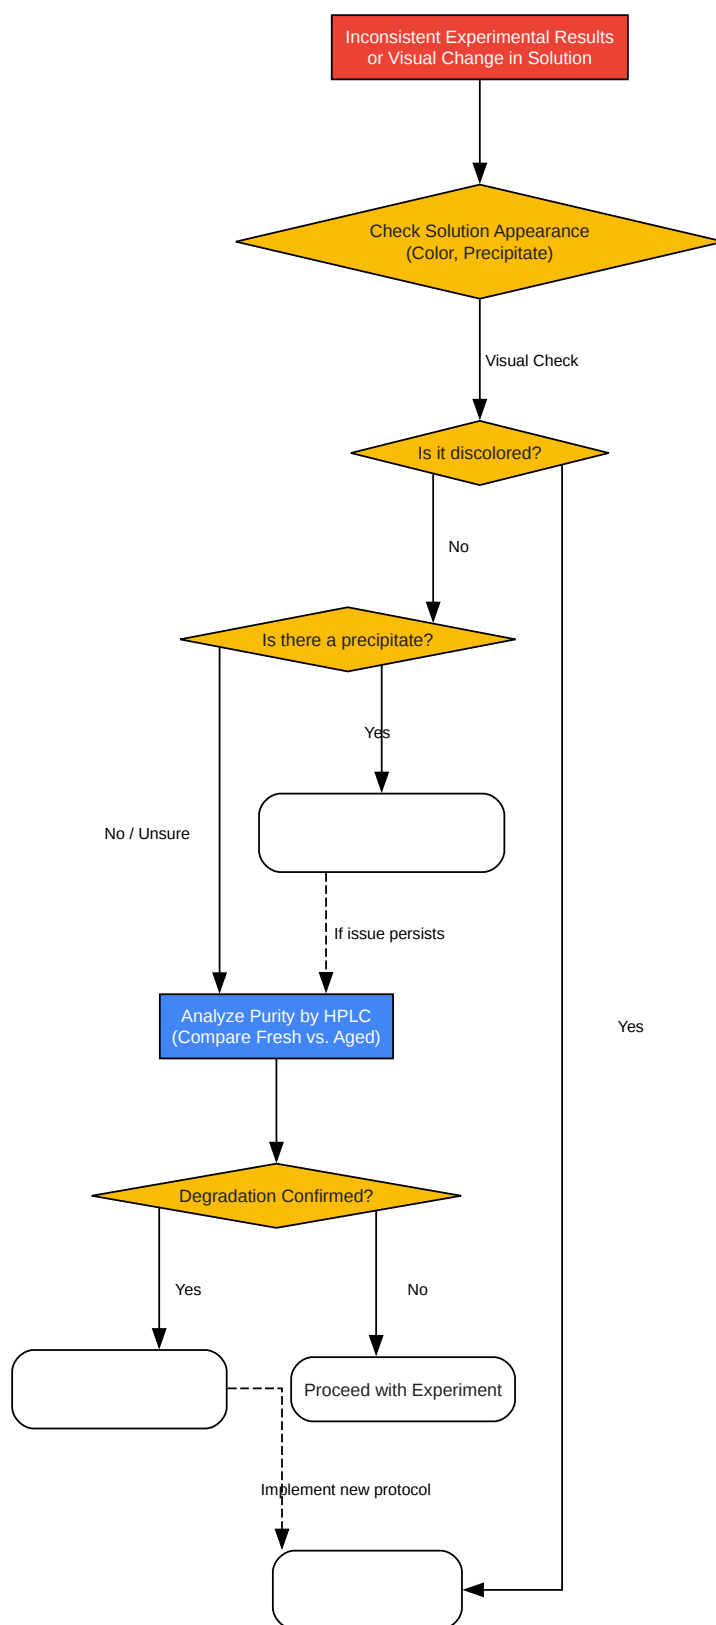 Inconsistent Experimental Results
or Visual Change in Solution
Check Solution Appearance
(Color, Precipitate)
Visual Check
Is it discolored?
No
Is there a precipitate?
Yes
No / Unsure
If issue persists
Analyze Purity by HPLC
(Compare Fresh vs. Aged)
Yes
Degradation Confirmed?
Yes
No
Proceed with Experiment
Implement new protocol